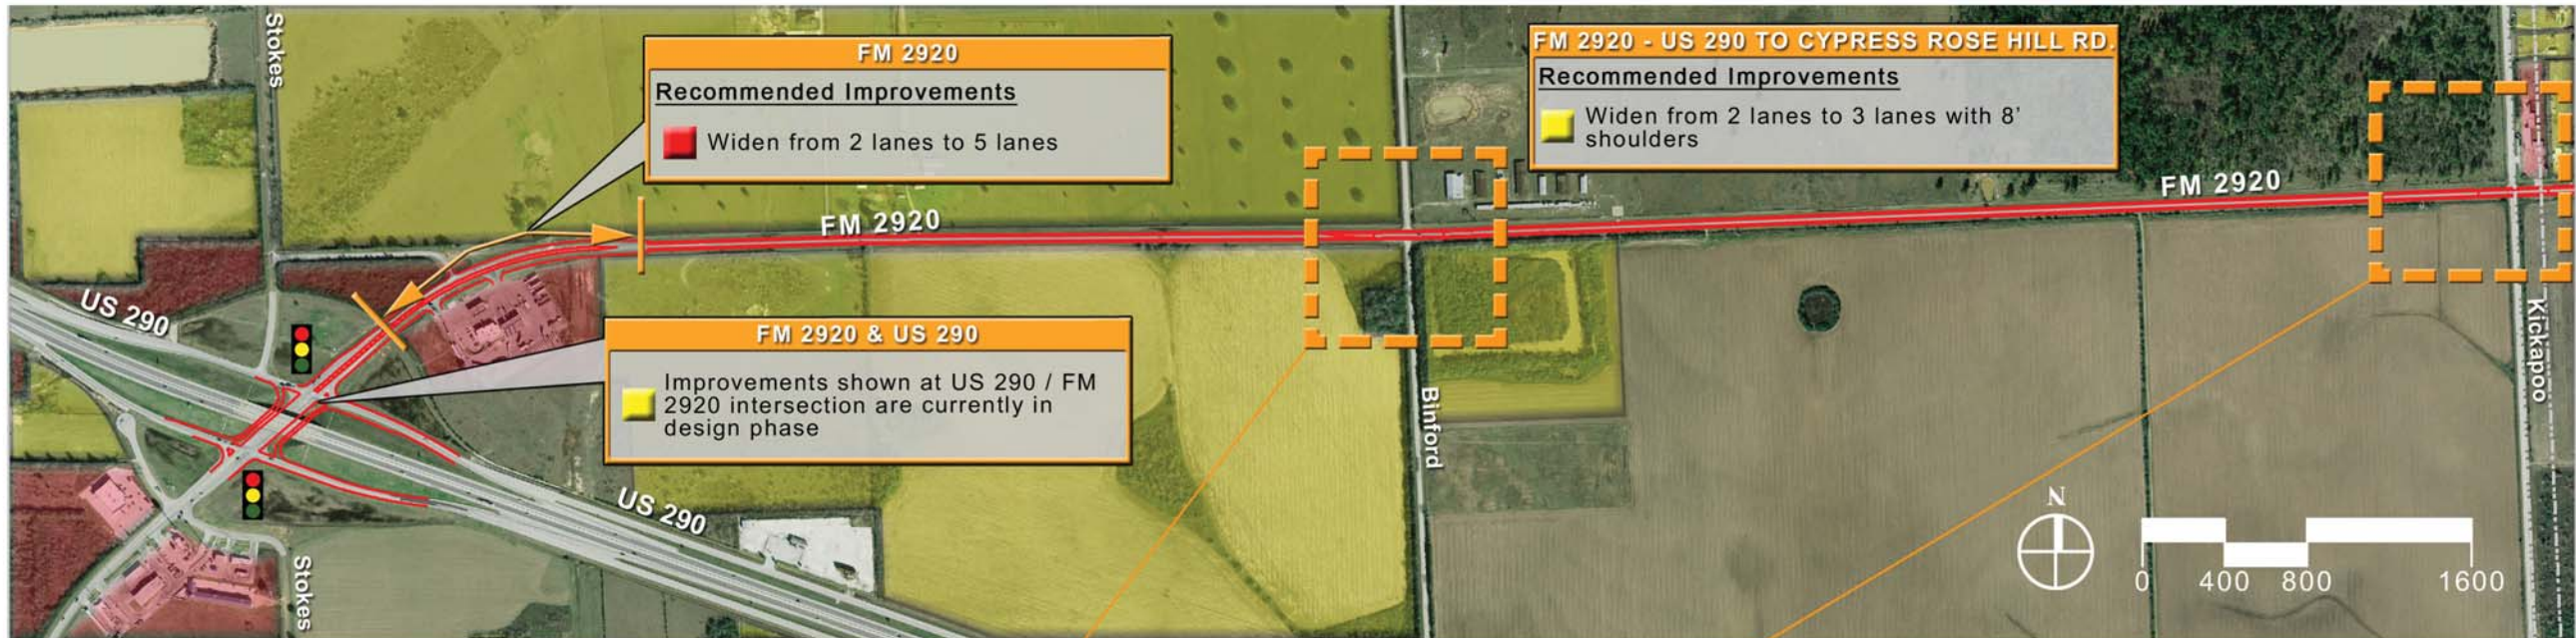 Stokes
FM 2920
Recommended Improvements
Widen from 2 lanes to 5 lanes
FM 2920 - US 290 TO CYPRESS ROSE HILL RD.
Recommended Improvements
Widen from 2 lanes to 3 lanes with 8'
shoulders
FM 2920
FM 2920
US 290
FM 2920 & US 290
Improvements shown at US 290 / FM
2920 intersection are currently in
design phase
Kickapoo
Binford
US 290
Stokes
N
0 400 800 1600